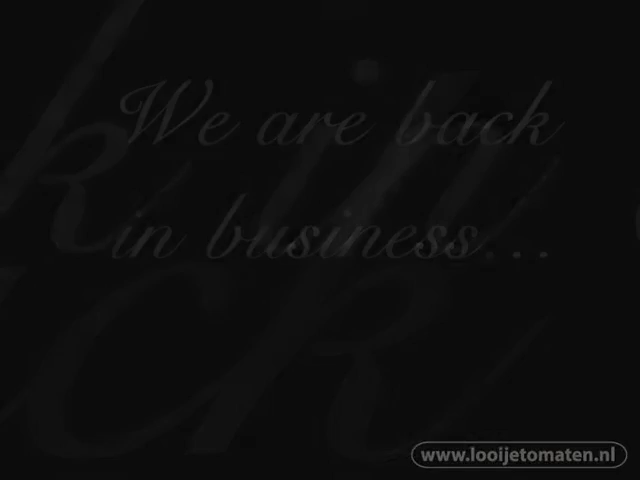 We are back
in business...
www.looijetomaten.nl